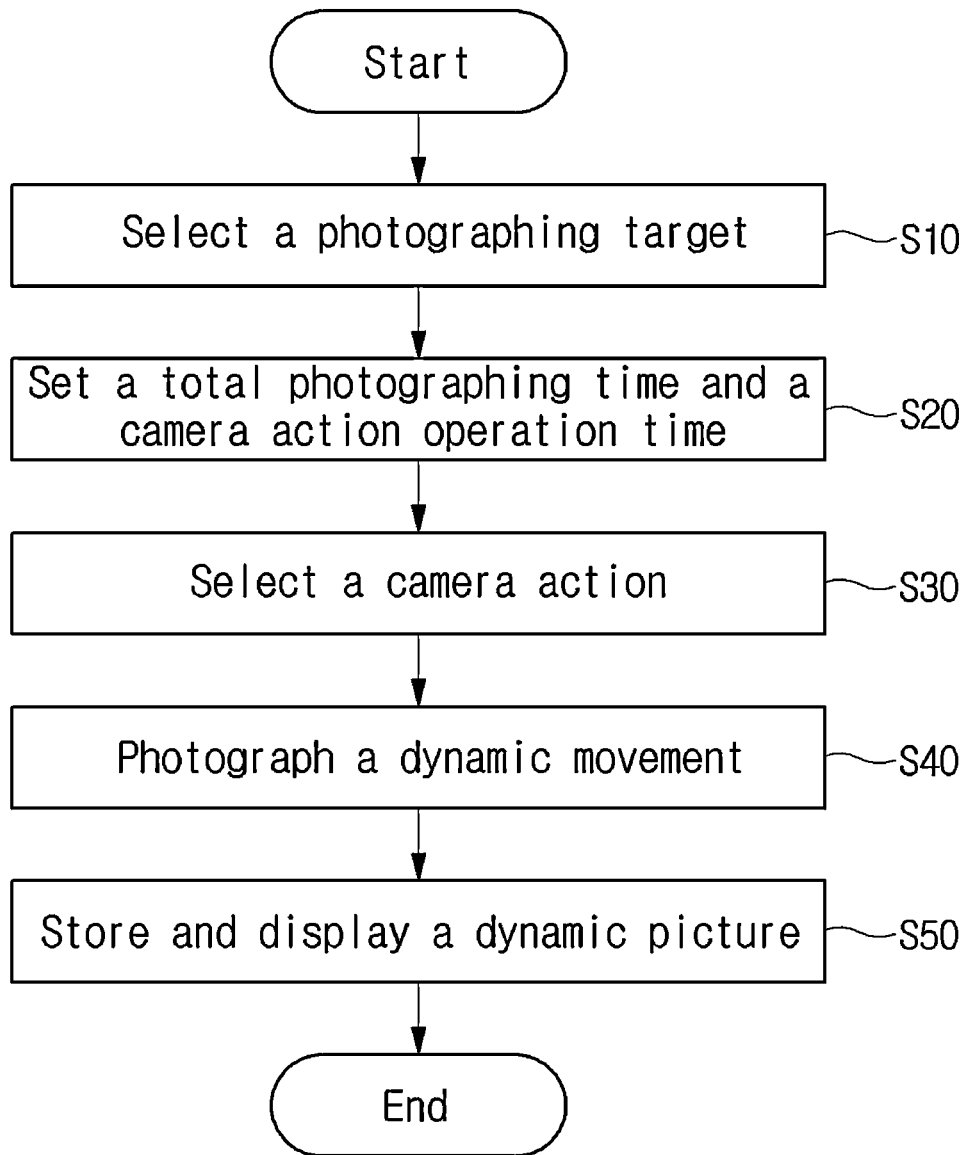 Start
Select a photographing target
S10
Set a total photographing time and a
camera action operation time
S20
Select a camera action
S30
Photograph a dynamic movement
S40
Store and display a dynamic picture
S50
End